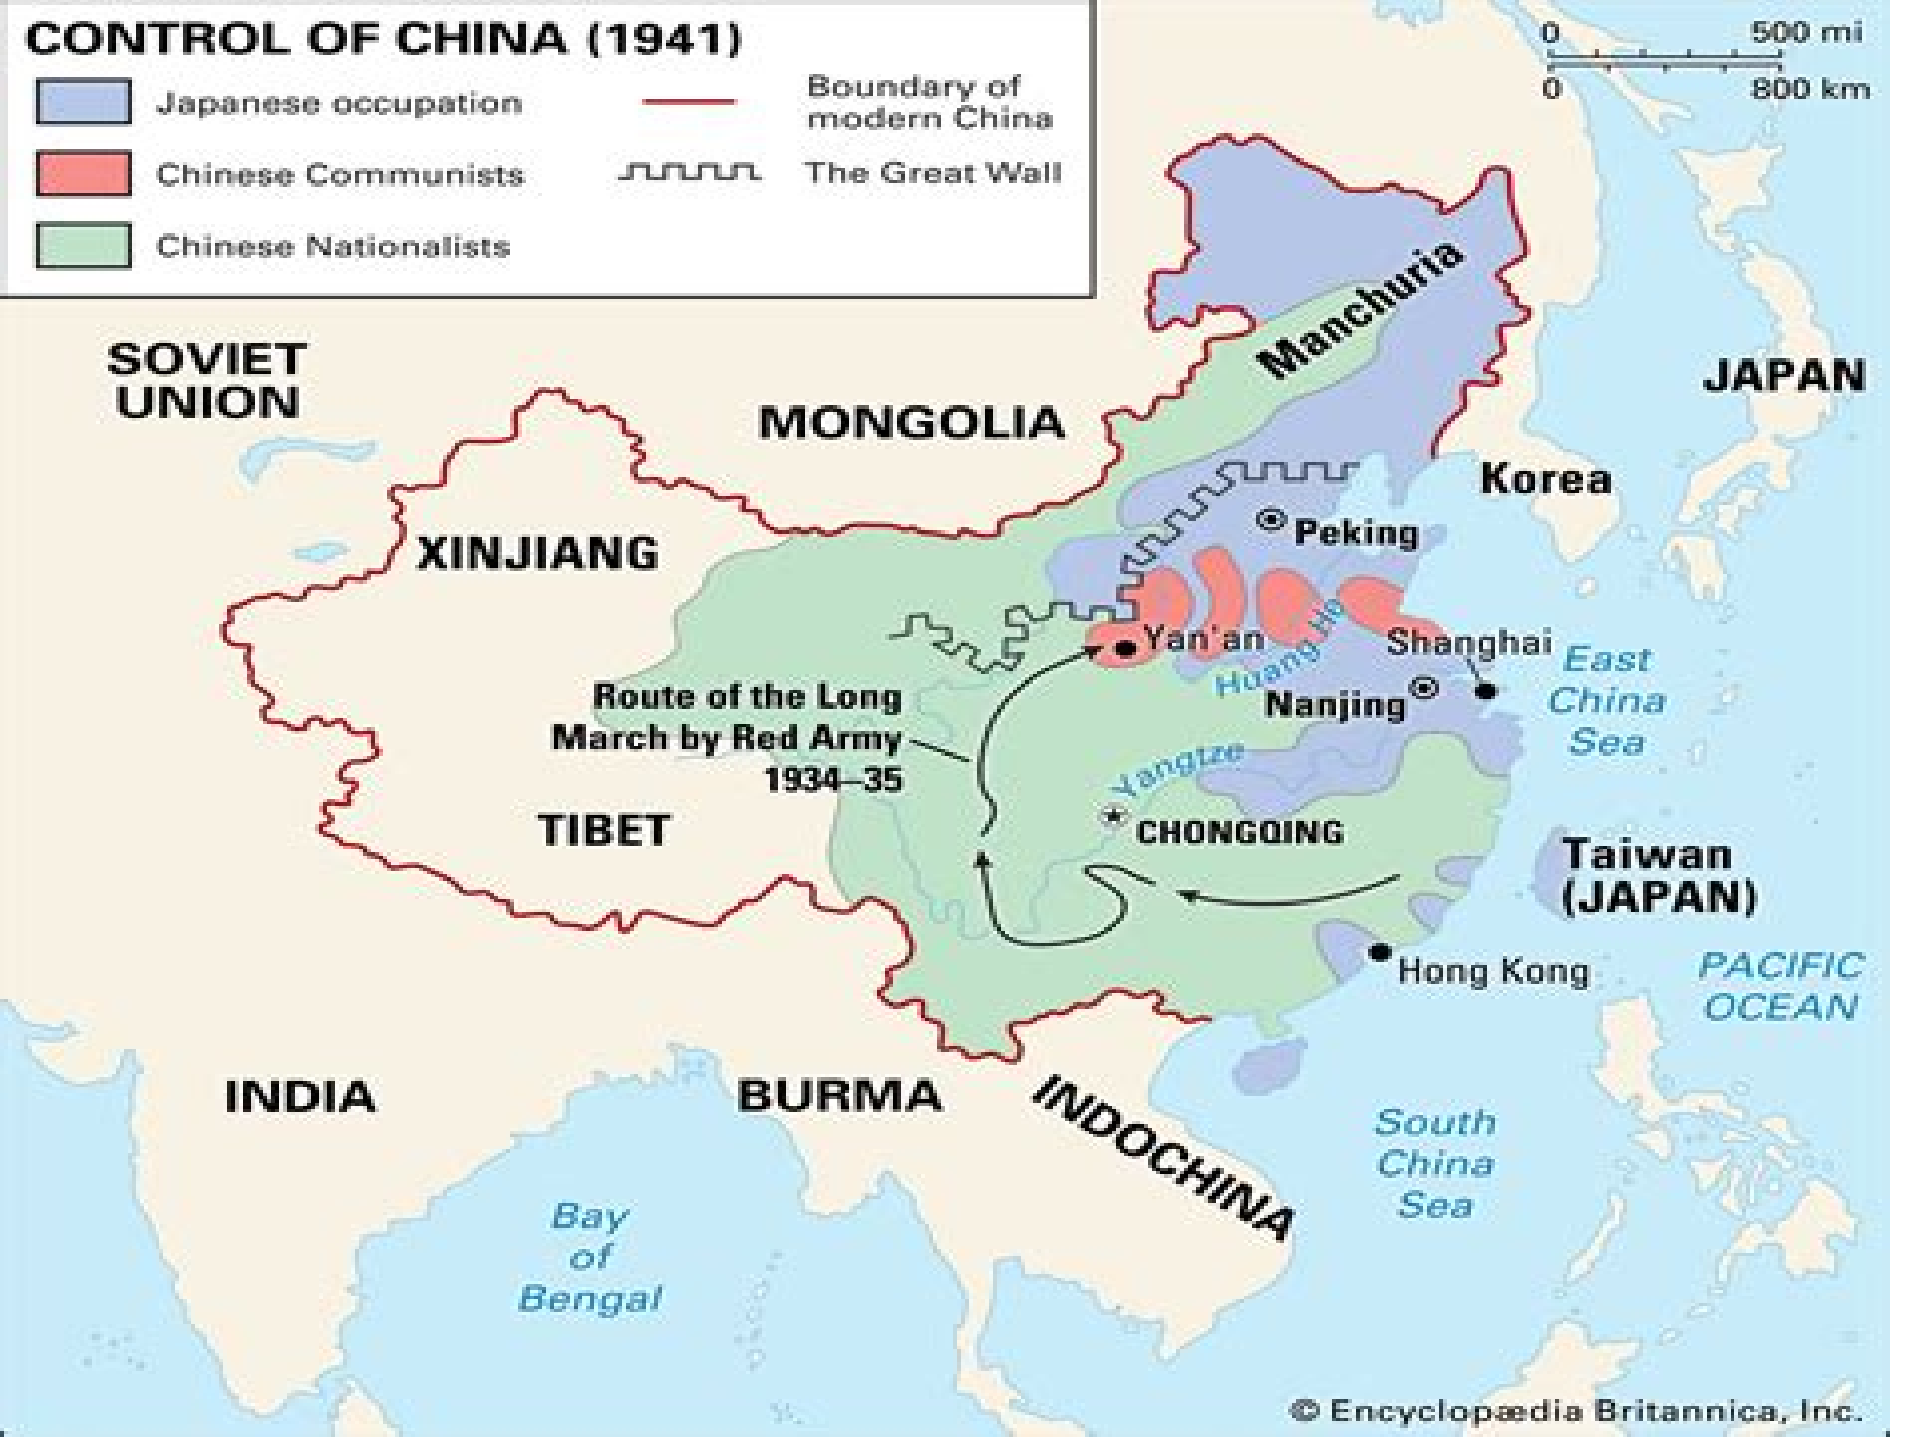 CONTROL OF CHINA (1941)
Japanese occupation
Chinese Communists
Chinese Nationalists
Boundary of
modern China
The Great Wall
0 500 mi
0 800 km
SOVIET
UNION
MONGOLIA
Manchuria
JAPAN
Korea
XINJIANG
Peking
Yan'an
Huang He
Shanghai
East
China
Sea
Nanjing
Route of the Long
March by Red Army
1934–35
Yangtze
TIBET
CHONGQING
Taiwan
(JAPAN)
Hong Kong
PACIFIC
OCEAN
INDIA
BURMA
INDOCHINA
South
China
Sea
Bay
of
Bengal
© Encyclopædia Britannica, Inc.